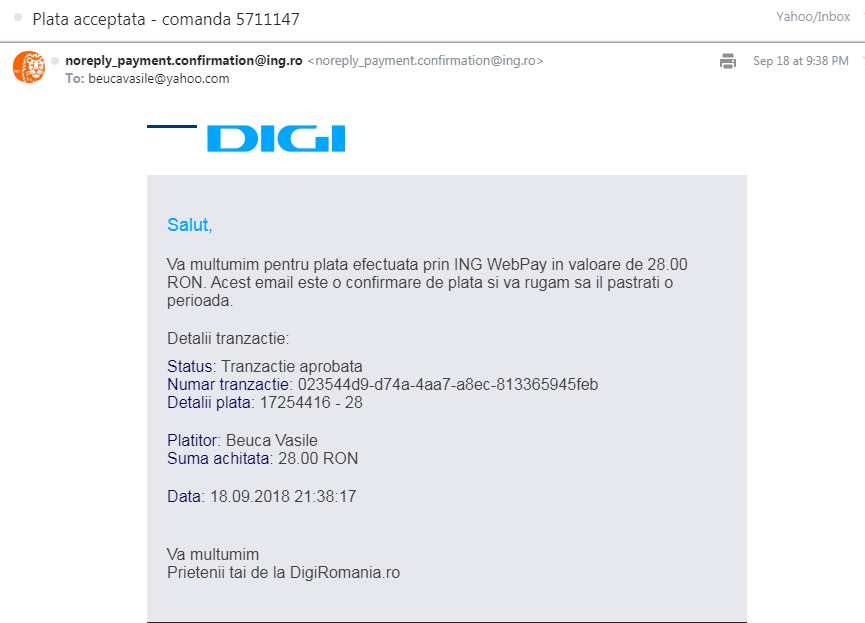 Plata acceptata - comanda 5711147
Yahoo/Inbox
noreply_payment.confirmation@ing.ro <noreply_payment.confirmation@ing.ro>
Sep 18 at 9:38 PM
To: beucavasile@yahoo.com
DIGI
Salut,
Va multumim pentru plata efectuata prin ING WebPay in valoare de 28.00
RON. Acest email este o confirmare de plata si va rugam sa il pastrati o
perioada.
Detalii tranzactie:
Status: Tranzactie aprobata
Numar tranzactie: 023544d9-d74a-4aa7-a8ec-813365945feb
Detalii plata: 17254416 - 28
Platitor: Beuca Vasile
Suma achitata: 28.00 RON
Data: 18.09.2018 21:38:17
Va multumim
Prietenii tai de la DigiRomania.ro